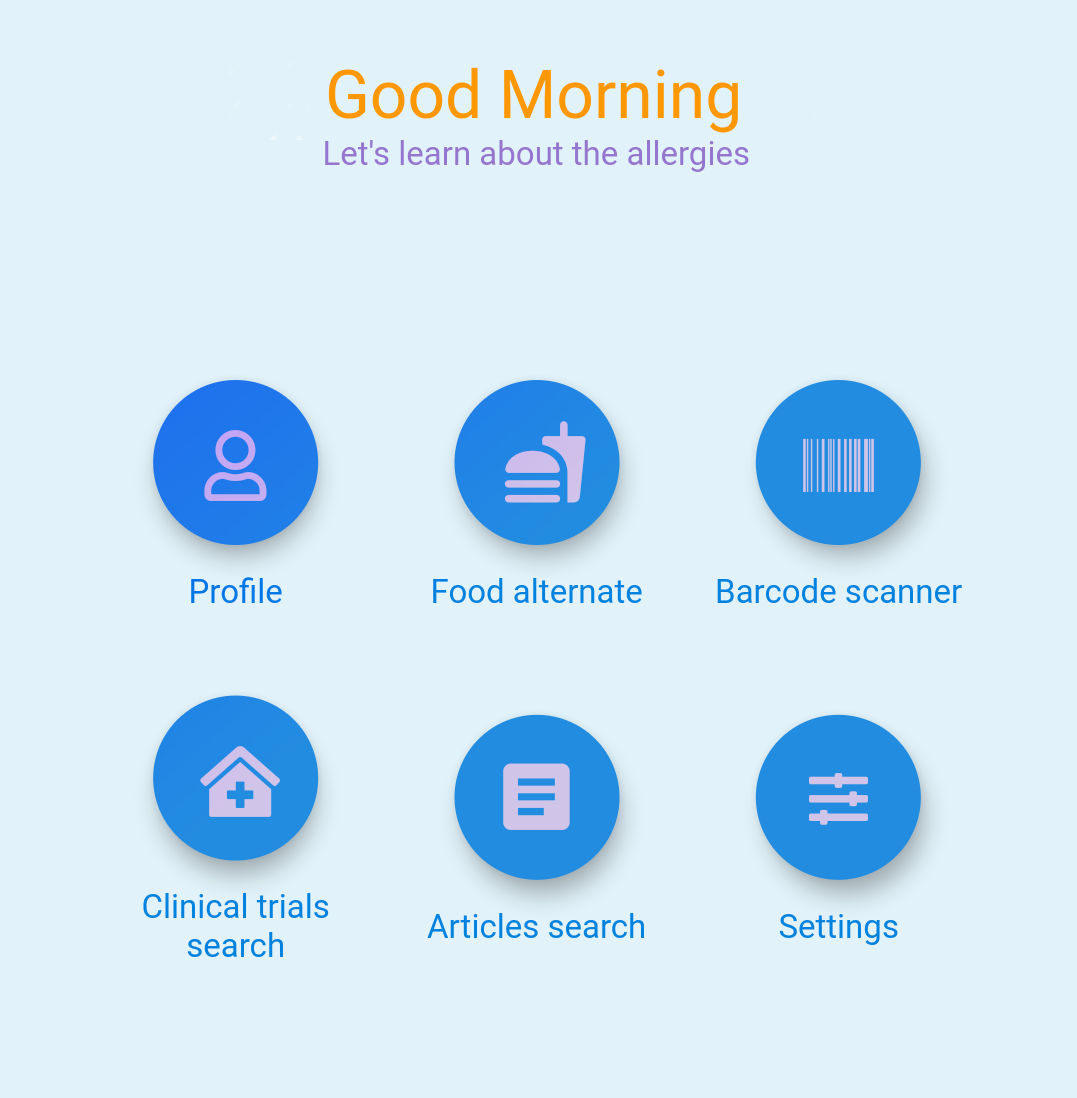 Good Morning
Let's learn about the allergies
Profile
Food alternate
Barcode scanner
Clinical trials
search
Articles search
Settings